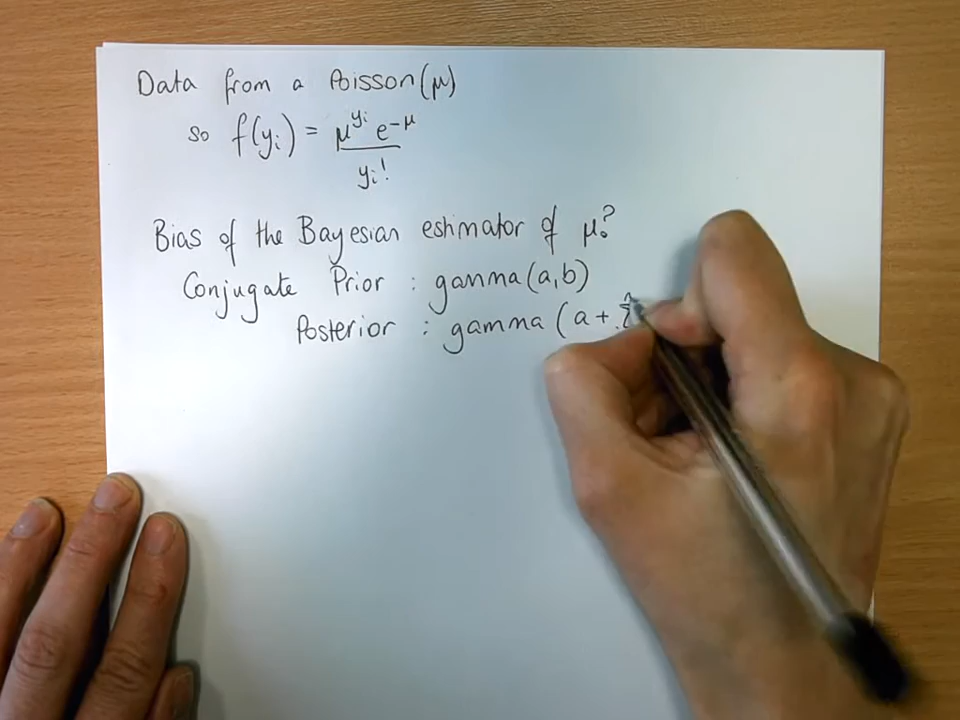 Data from a Poisson(μ)
so f(yᵢ) = μ^yᵢ e^-μ / yᵢ!
Bias of the Bayesian estimator of μ?
Conjugate Prior : gamma(a,b)
Posterior : gamma (a + Σ